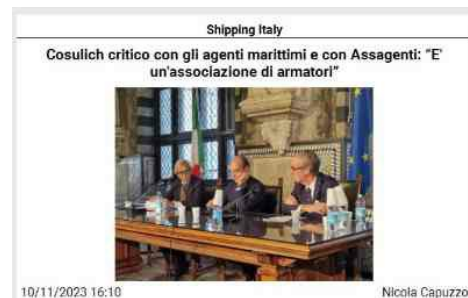 Shipping Italy
Cosulich critico con gli agenti marittimi e con Assagenti: “E'
un'associazione di armatori”
10/11/2023 16:10
Nicola Capuzzo